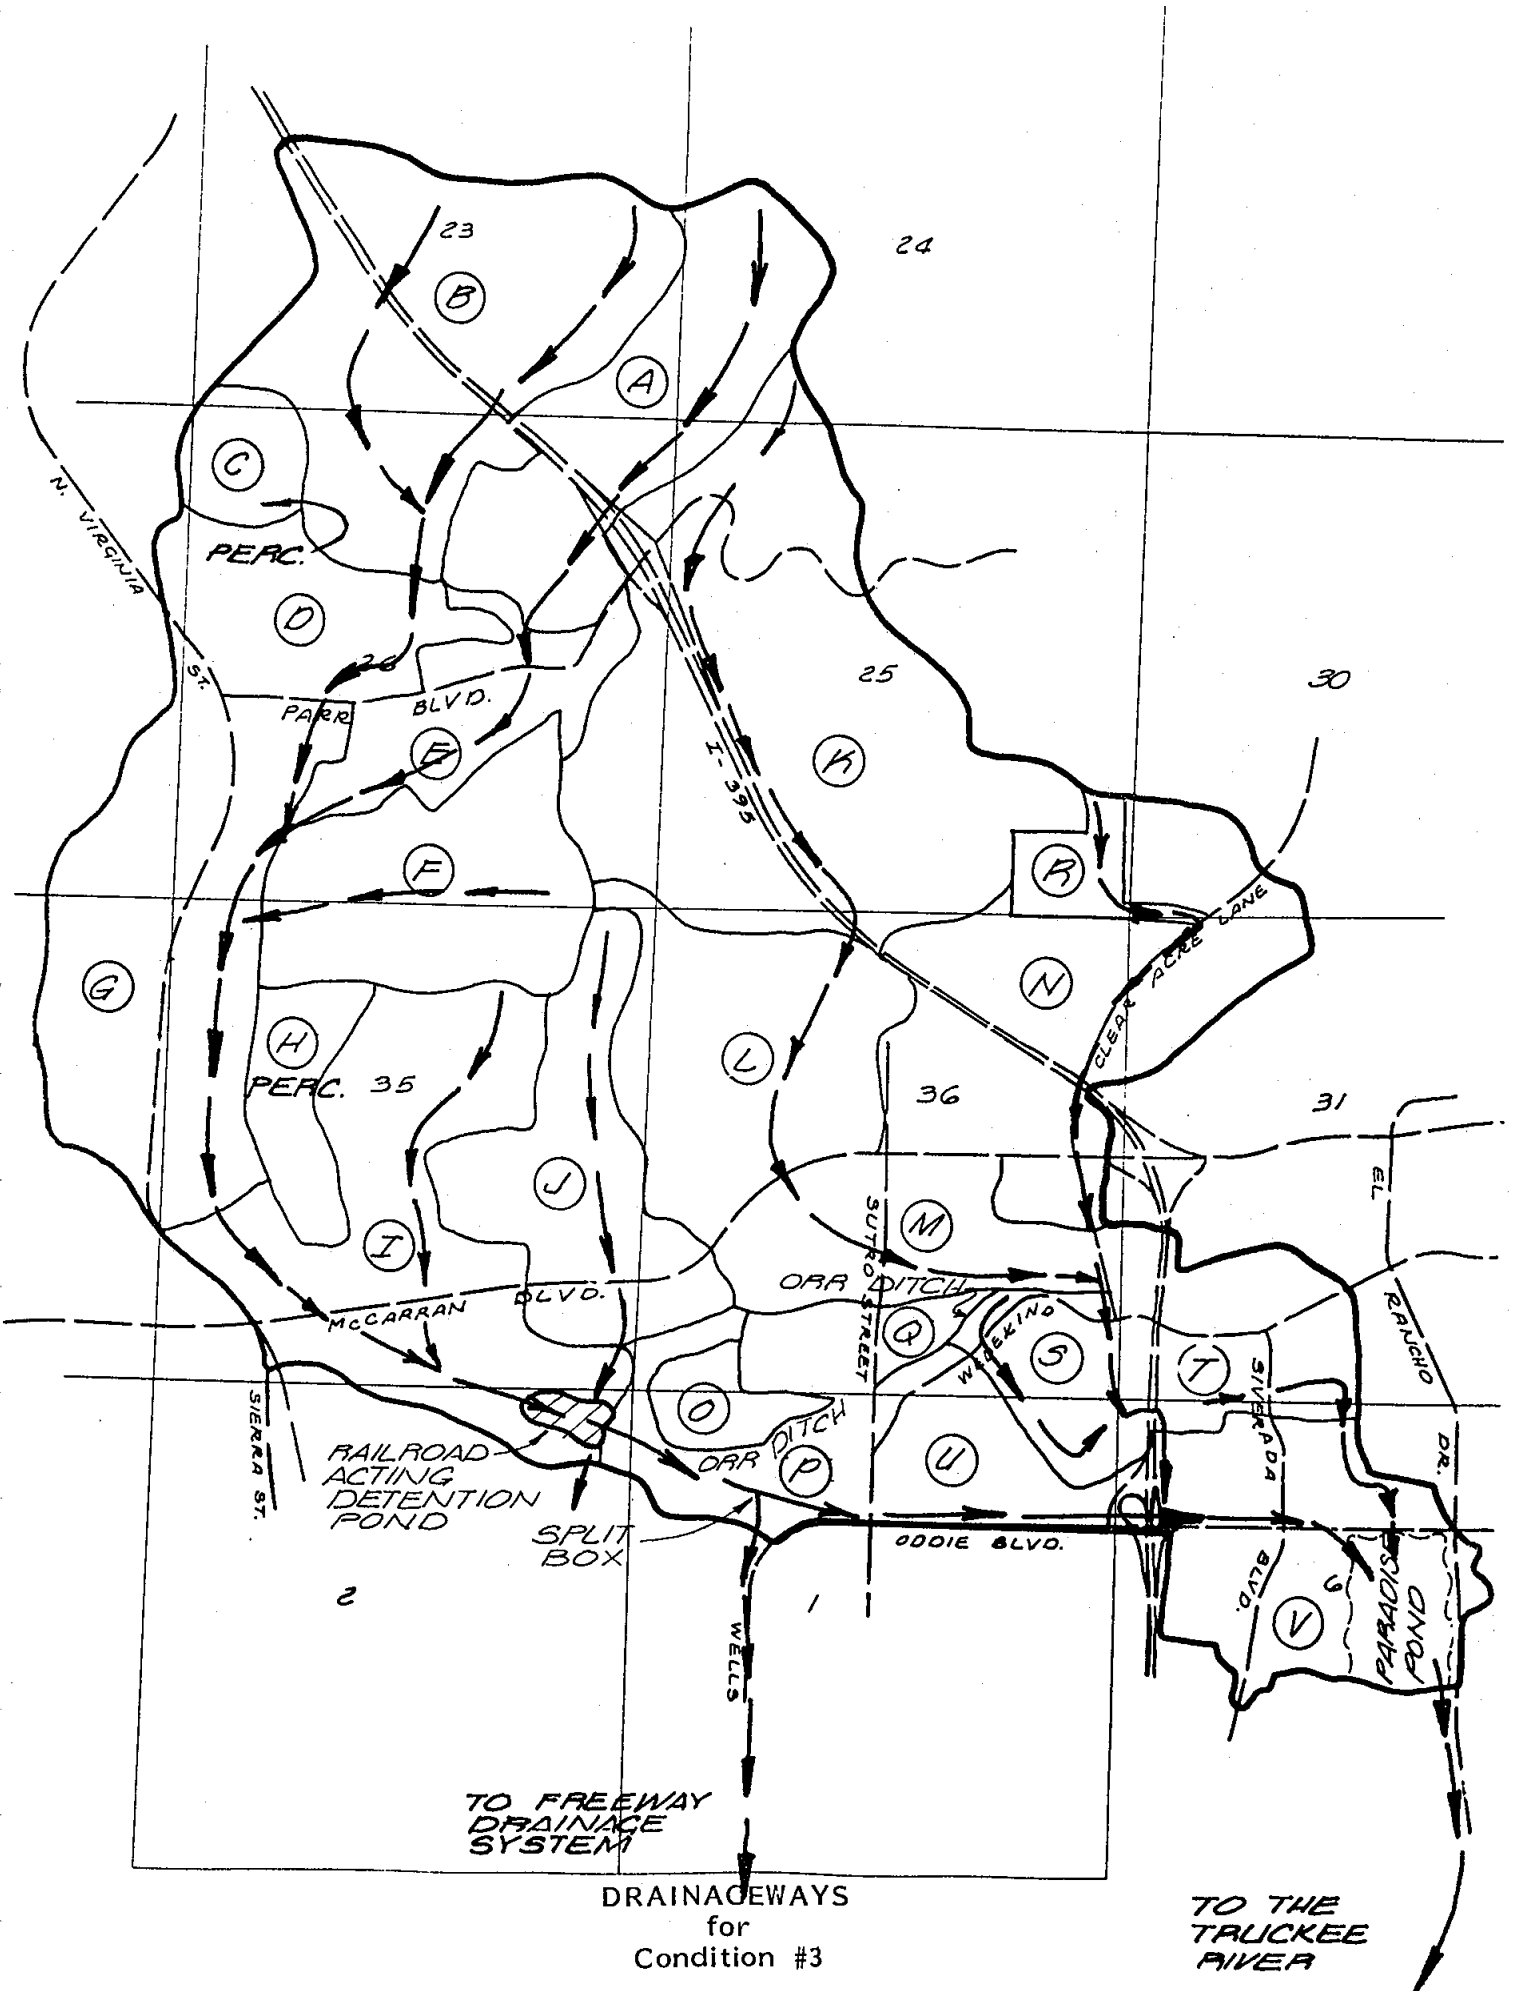 23
24
B
A
C
N. VIRGINIA ST.
PERC.
D
26
25
30
PARR BLVD.
E
K
I-395
F
R
CLEAR ACRE LANE
G
N
H
PERC. 35
L
36
31
J
EL RANCHO DR.
SUTRO STREET
M
I
ORR DITCH
McCARRAN BLVD.
Q
WEDEKIND
S
T
SILVERADA BLVD.
SIERRA ST.
O
ORR DITCH
P
U
RAILROAD
ACTING
DETENTION
POND
SPLIT
BOX
ODDIE BLVD.
2
1
6
V
PARADISE
POND
WELLS
TO FREEWAY
DRAINAGE
SYSTEM
DRAINAGEWAYS
for
Condition #3
TO THE
TRUCKEE
RIVER